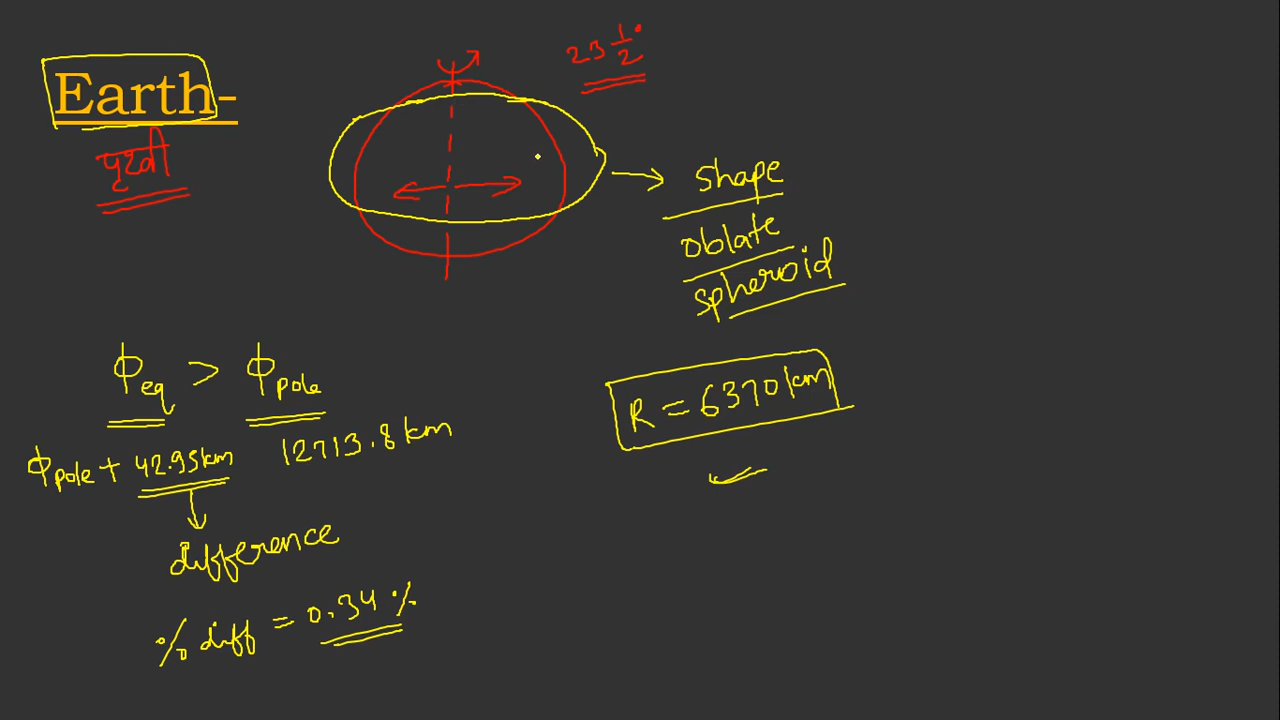 Earth-
पृथ्वी
23 1/2°
shape
oblate
spheroid
ϕeq > ϕpole
ϕpole + 42.95km
12713.8 km
difference
% diff = 0.34 %
R = 6370 km